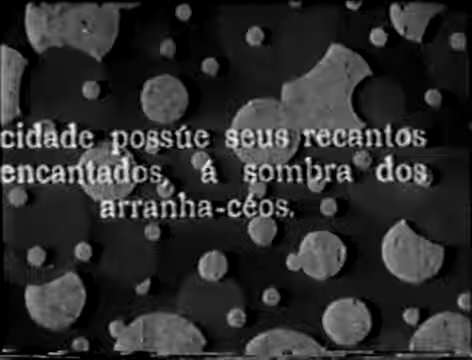 cidade possúe seus recantos
encantados, á sombra dos
arranha-céos.